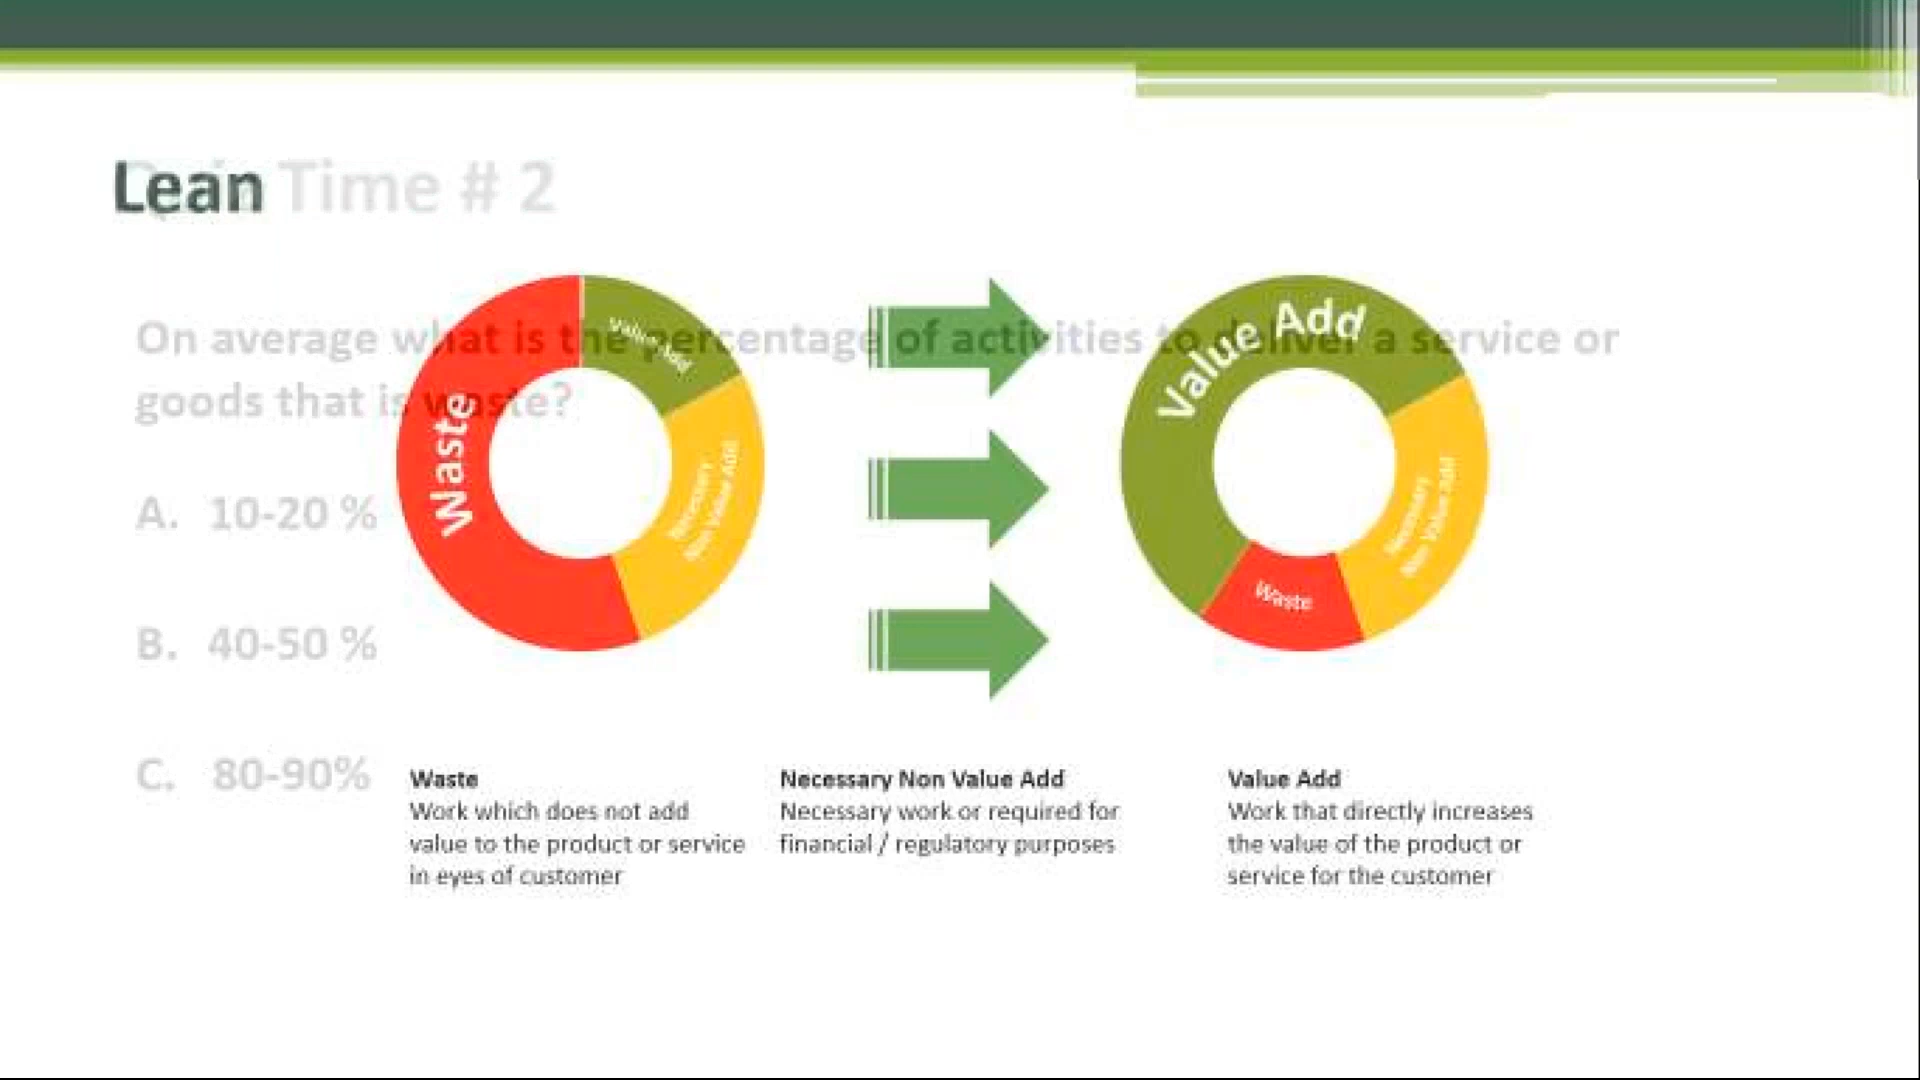 Lean
Time # 2
On average what is the percentage of activities to deliver a service or
goods that is waste?
A. 10-20 %
B. 40-50 %
C. 80-90%
Waste
Value Add
Necessary
Non Value Add
Value Add
Necessary
Non Value Add
Waste
Waste
Work which does not add
value to the product or service
in eyes of customer
Necessary Non Value Add
Necessary work or required for
financial / regulatory purposes
Value Add
Work that directly increases
the value of the product or
service for the customer